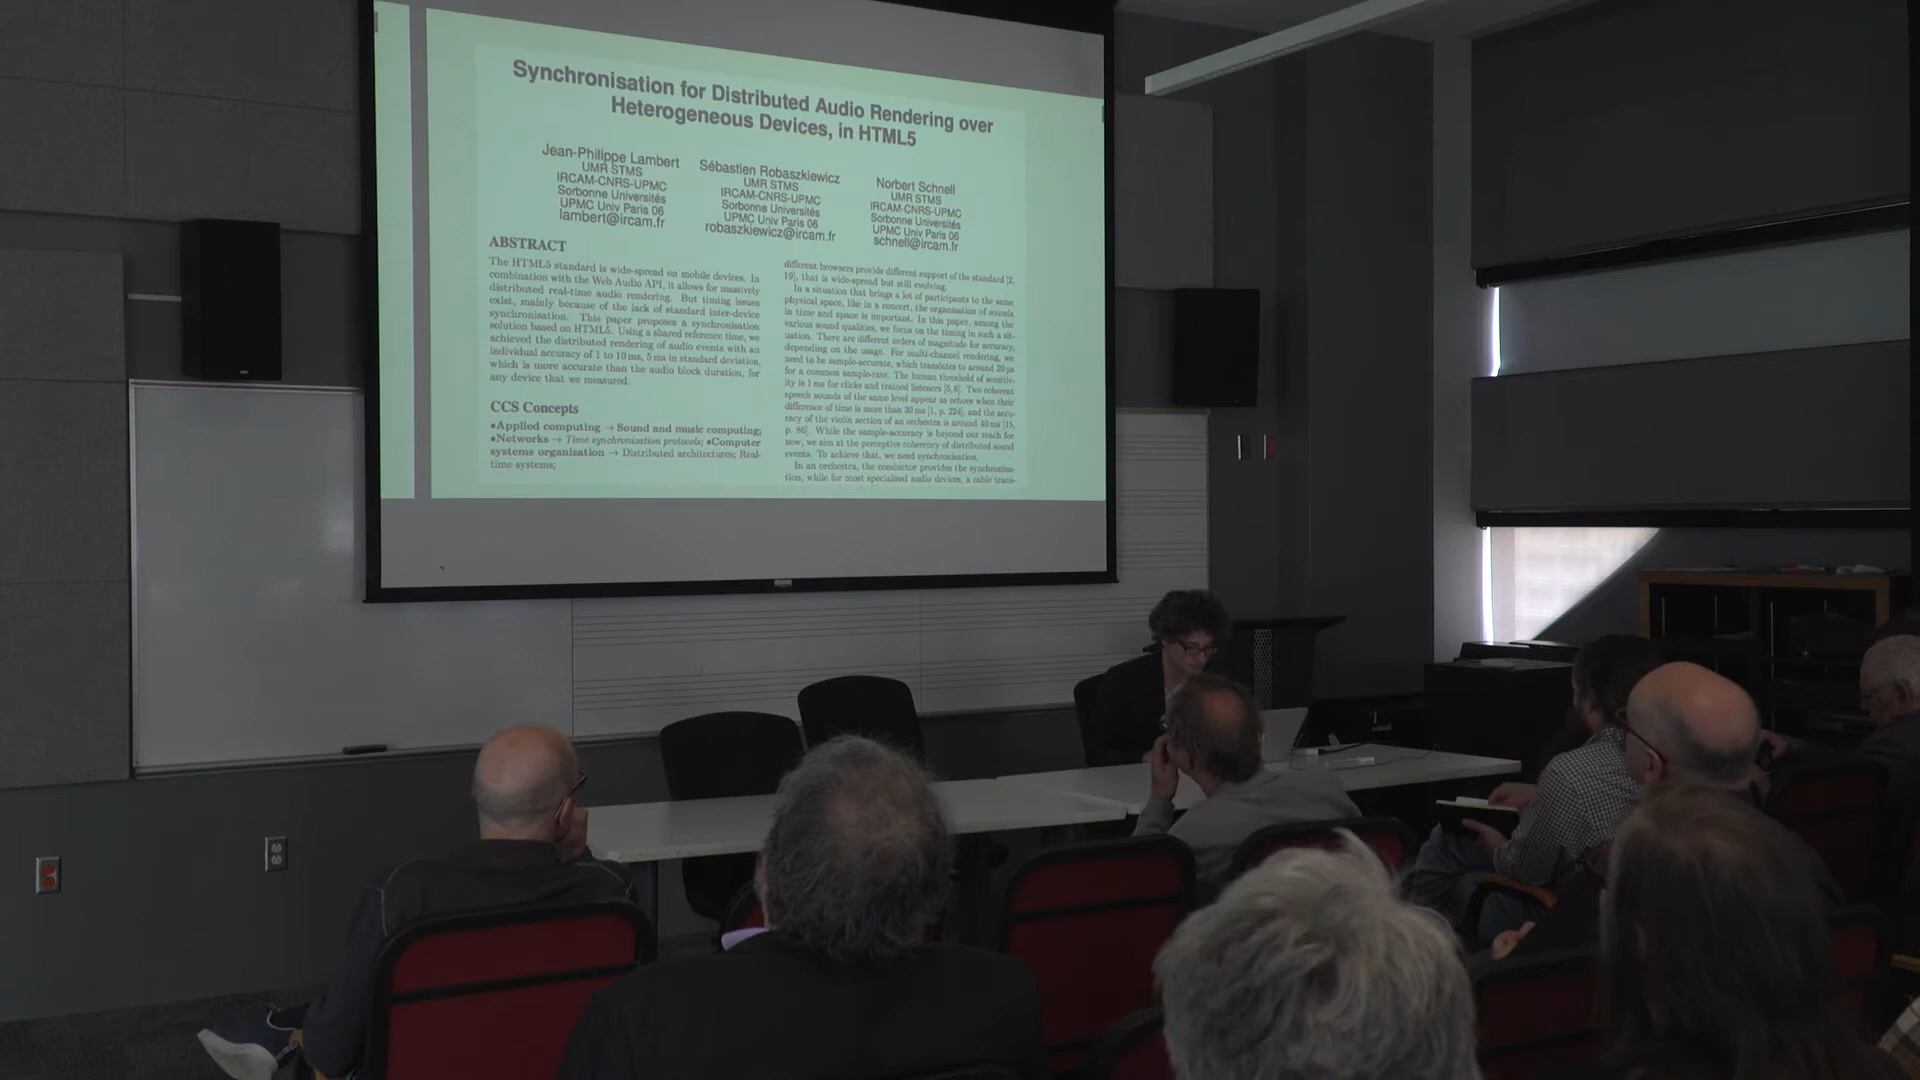 Synchronisation for Distributed Audio Rendering over
Heterogeneous Devices, in HTML5
Jean-Philippe Lambert
UMR STMS
IRCAM-CNRS-UPMC
Sorbonne Universités
UPMC Univ Paris 06
lambert@ircam.fr
Sébastien Robaszkiewicz
UMR STMS
IRCAM-CNRS-UPMC
Sorbonne Universités
UPMC Univ Paris 06
robaszkiewicz@ircam.fr
Norbert Schnell
UMR STMS
IRCAM-CNRS-UPMC
Sorbonne Universités
UPMC Univ Paris 06
schnell@ircam.fr
ABSTRACT
The HTML5 standard is wide-spread on mobile devices. In
combination with the Web Audio API, it allows for massively
distributed real-time audio rendering. But timing issues
exist, mainly because of the lack of standard inter-device
synchronisation. This paper proposes a synchronisation
solution based on HTML5. Using a shared reference time, we
achieved the distributed rendering of audio events with an
individual accuracy of 1 to 10 ms, 5 ms in standard deviation,
which is more accurate than the audio block duration, for
any device that we measured.
CCS Concepts
•Applied computing → Sound and music computing;
•Networks → Time synchronization protocols; •Computer
systems organization → Distributed architectures; Real-
time systems;
different browsers provide different support of the standard [2,
19], that is wide-spread but still evolving.
In a situation that brings a lot of participants to the same
physical space, like in a concert, the organisation of sounds
in time and space is important. In this paper, among the
various sound qualities, we focus on the timing in such a sit-
uation. There are different orders of magnitude for accuracy,
depending on the usage. For multi-channel rendering, we
need to be sample-accurate, which translates to around 20 µs
for a common sample-rate. The human threshold of sensitiv-
ity is 1 ms for clicks and trained listeners [5,6]. Two coherent
speech sounds of the same level appear as echoes when their
difference of time is more than 30 ms [1, p. 224], and the accu-
racy of the violin section of an orchestra is around 40 ms [15,
p. 86]. While the sample-accuracy is beyond our reach for
now, we aim at the perceptive coherency of distributed sound
events. To achieve that, we need synchronisation.
In an orchestra, the conductor provides the synchronisa-
tion, while for most specialised audio devices, a cable trans-